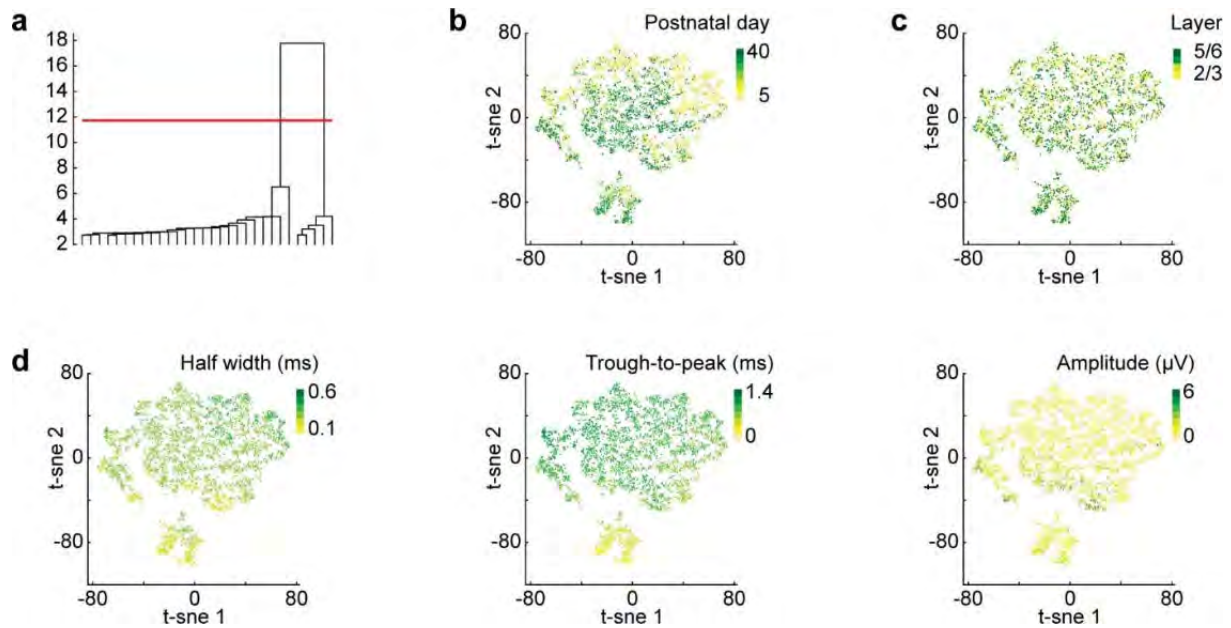 a
18
16
14
12
10
8
6
4
2
b
Postnatal day
80
40
5
0
-80
t-sne 2
-80
0
80
t-sne 1
c
Layer
80
5/6
2/3
0
-80
t-sne 2
-80
0
80
t-sne 1
d
Half width (ms)
80
0.6
0.1
0
-80
t-sne 2
-80
0
80
t-sne 1
Trough-to-peak (ms)
80
1.4
0
0
-80
t-sne 2
-80
0
80
t-sne 1
Amplitude (µV)
80
6
0
0
-80
t-sne 2
-80
0
80
t-sne 1